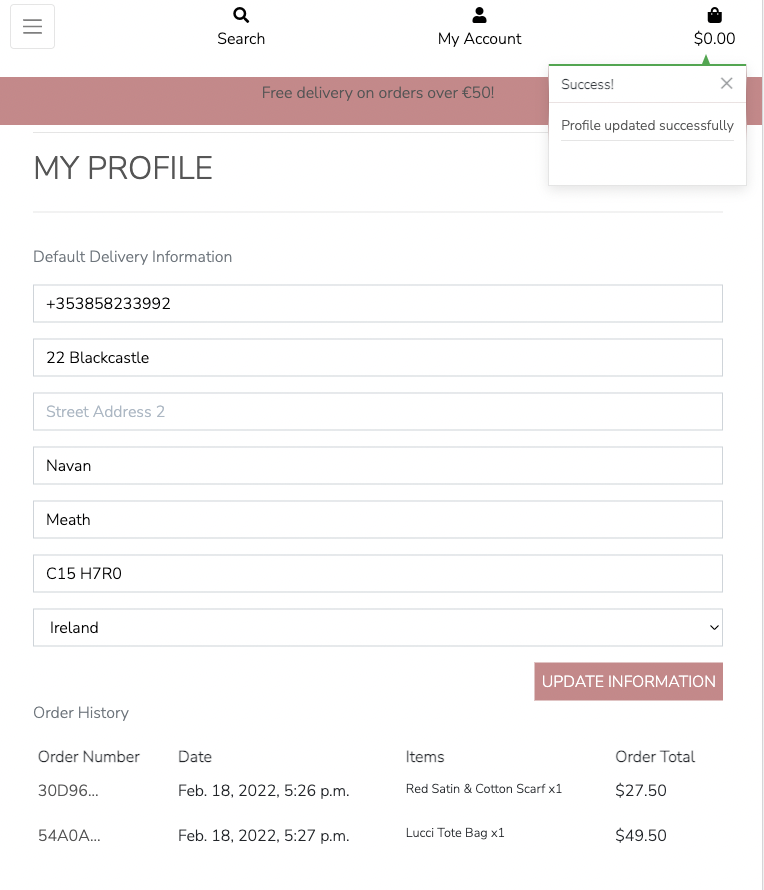 Search
My Account
$0.00
Free delivery on orders over €50!
Success!
Profile updated successfully
MY PROFILE
Default Delivery Information
+353858233992
22 Blackcastle
Street Address 2
Navan
Meath
C15 H7R0
Ireland
UPDATE INFORMATION
Order History
Order Number Date Items Order Total
30D96... Feb. 18, 2022, 5:26 p.m. Red Satin & Cotton Scarf x1 $27.50
54A0A... Feb. 18, 2022, 5:27 p.m. Lucci Tote Bag x1 $49.50